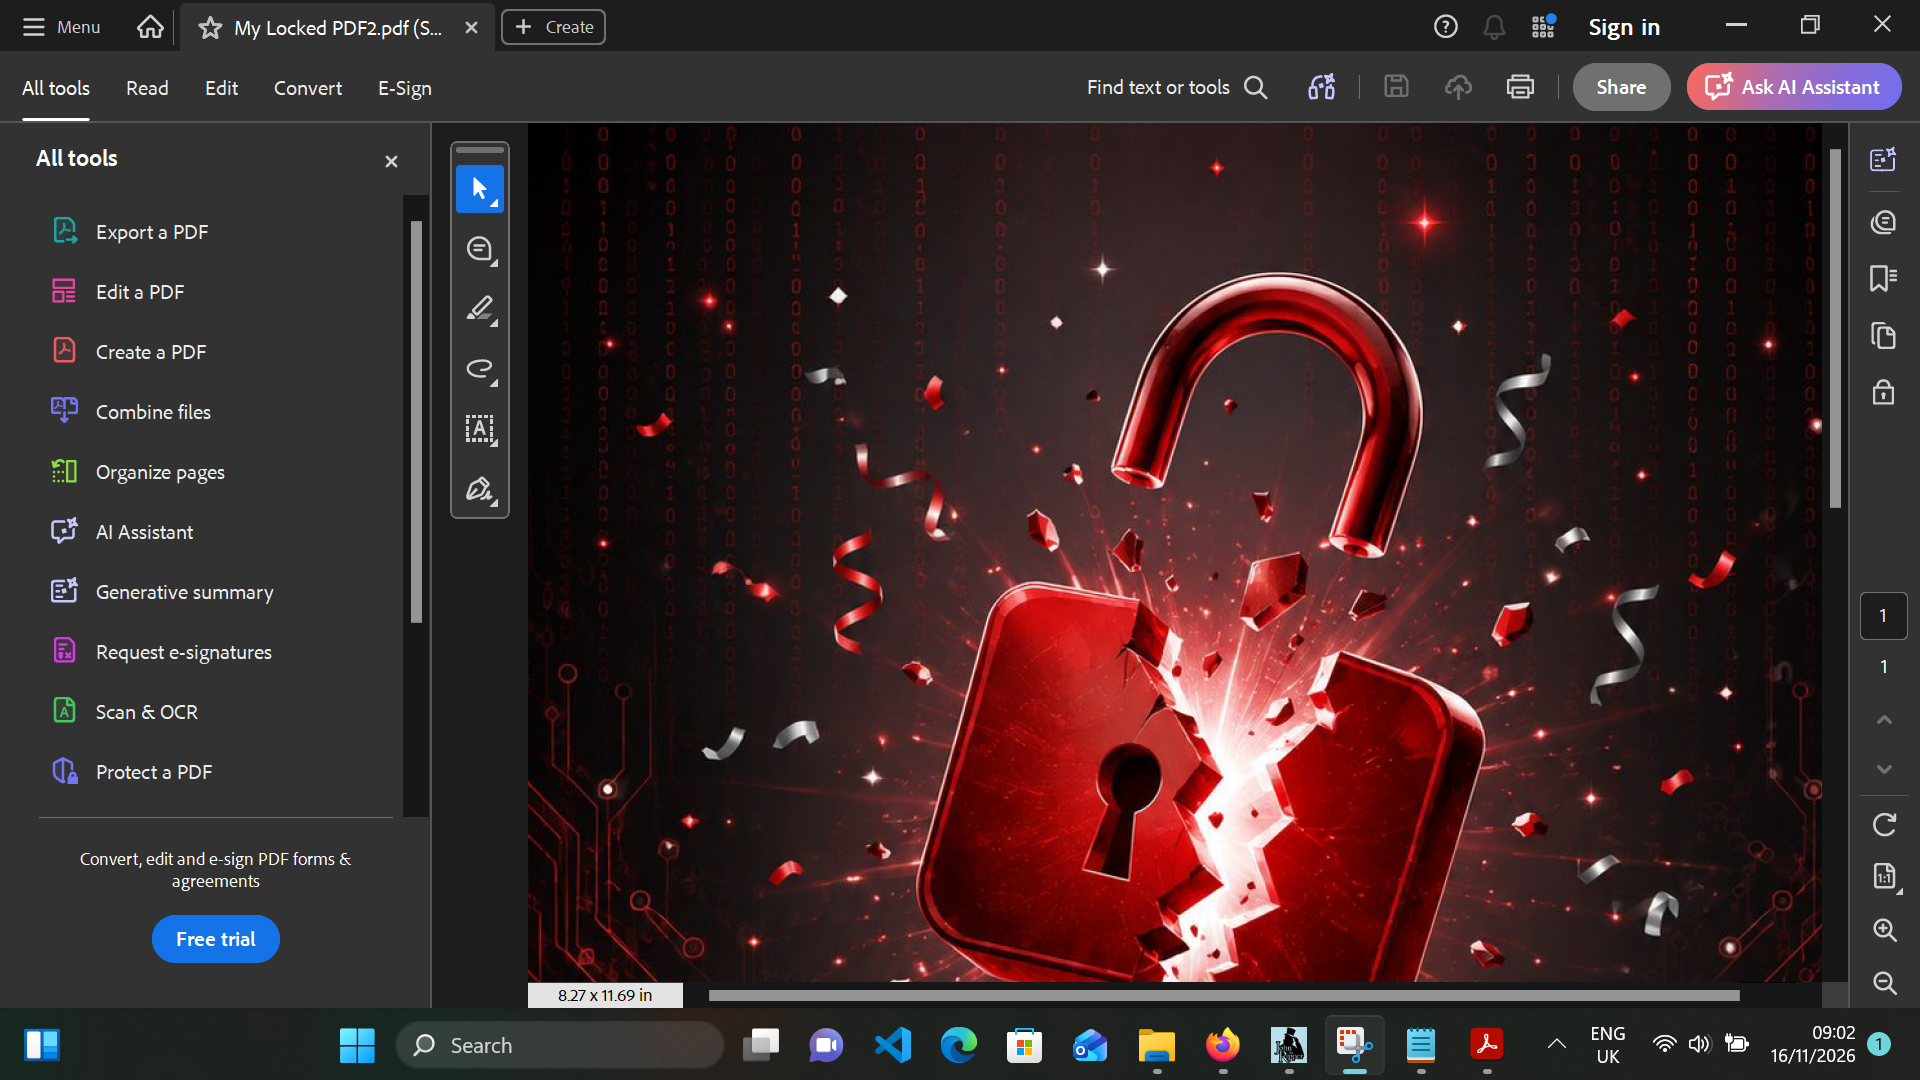 Menu
My Locked PDF2.pdf (S...
Create
Sign in
All tools
Read
Edit
Convert
E-Sign
Find text or tools
Share
Ask AI Assistant
All tools
Export a PDF
Edit a PDF
Create a PDF
Combine files
Organize pages
AI Assistant
Generative summary
Request e-signatures
Scan & OCR
Protect a PDF
Convert, edit and e-sign PDF forms &
agreements
Free trial
1
1
8.27 x 11.69 in
Search
ENG
UK
09:02
16/11/2026
1